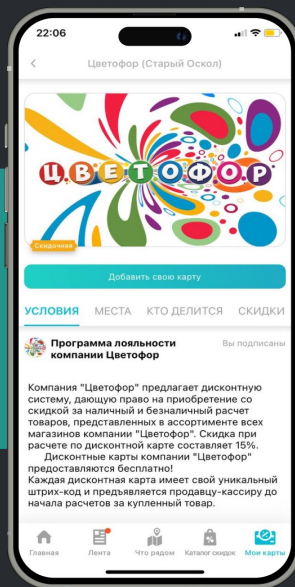 22:06
Цветофор (Старый Оскол)
ЦВЕТОФОР
Скидочная
Добавить свою карту
УСЛОВИЯ МЕСТА КТО ДЕЛИТСЯ СКИДКИ
Программа лояльности Вы подписаны
компании Цветофор
Компания "Цветофор" предлагает дисконтную
систему, дающую право на приобретение со
скидкой за наличный и безналичный расчет
товаров, представленных в ассортименте всех
магазинов компании "Цветофор". Скидка при
расчете по дисконтной карте составляет 15%.
Дисконтные карты компании "Цветофор"
предоставляются бесплатно!
Каждая дисконтная карта имеет свой уникальный
штрих-код и предъявляется продавцу-кассиру до
начала расчетов за купленный товар.
Главная Лента Что рядом Каталог скидок Мои карты